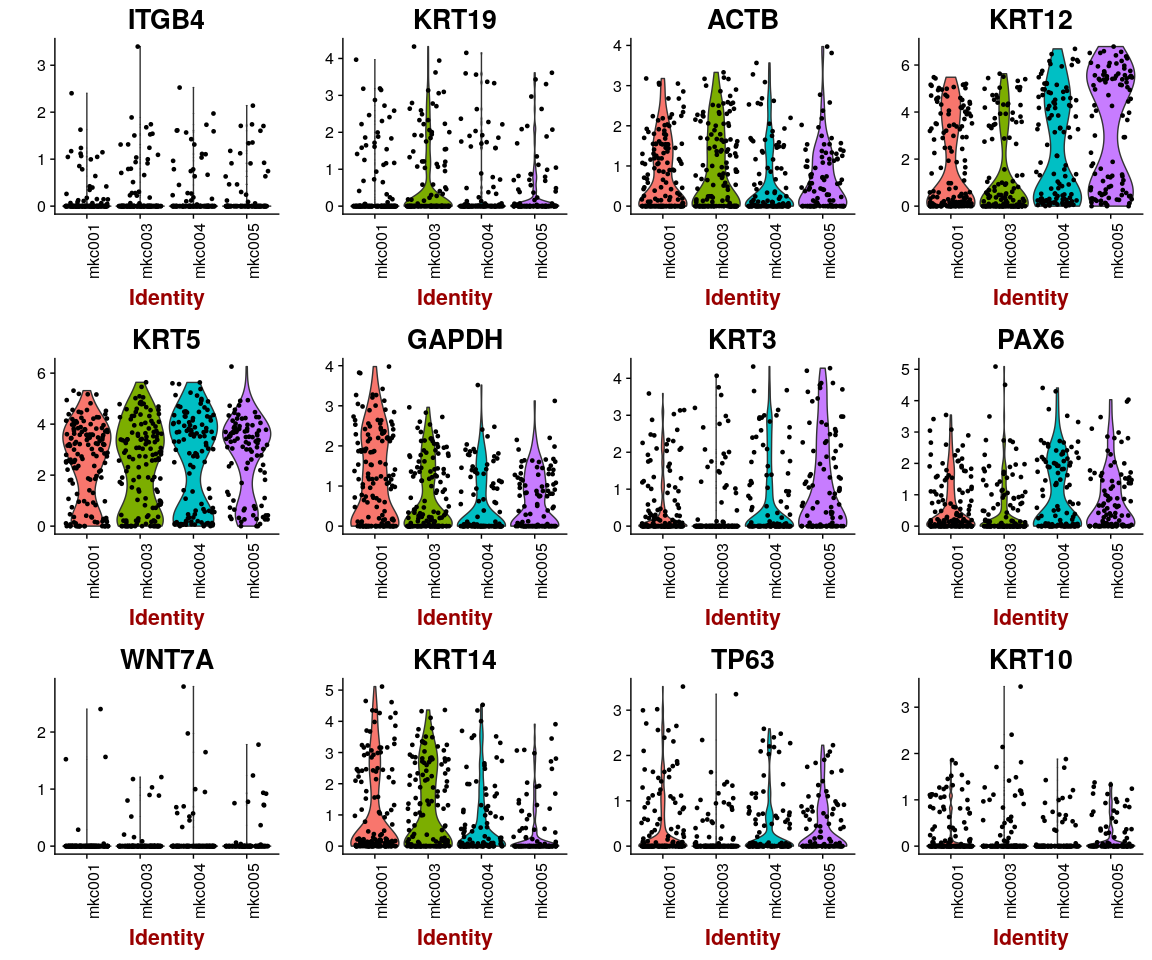 ITGB4 KRT19 ACTB KRT12
3 2 1 0
4 3 2 1 0
4 3 2 1 0
6 4 2 0
mkc001 mkc003 mkc004 mkc005 mkc001 mkc003 mkc004 mkc005 mkc001 mkc003 mkc004 mkc005 mkc001 mkc003 mkc004 mkc005
Identity Identity Identity Identity
KRT5 GAPDH KRT3 PAX6
6 4 2 0
4 3 2 1 0
4 3 2 1 0
5 4 3 2 1 0
mkc001 mkc003 mkc004 mkc005 mkc001 mkc003 mkc004 mkc005 mkc001 mkc003 mkc004 mkc005 mkc001 mkc003 mkc004 mkc005
Identity Identity Identity Identity
WNT7A KRT14 TP63 KRT10
2 1 0
5 4 3 2 1 0
3 2 1 0
3 2 1 0
mkc001 mkc003 mkc004 mkc005 mkc001 mkc003 mkc004 mkc005 mkc001 mkc003 mkc004 mkc005 mkc001 mkc003 mkc004 mkc005
Identity Identity Identity Identity